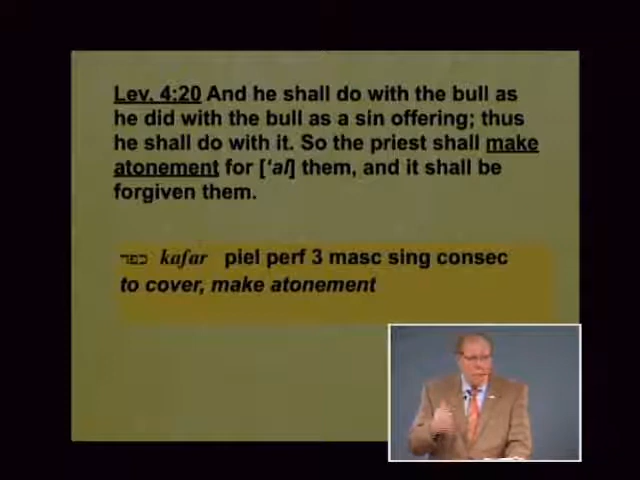 Lev. 4:20 And he shall do with the bull as
he did with the bull as a sin offering; thus
he shall do with it. So the priest shall make
atonement for [‘al] them, and it shall be
forgiven them.
כפר kafar piel perf 3 masc sing consec
to cover, make atonement